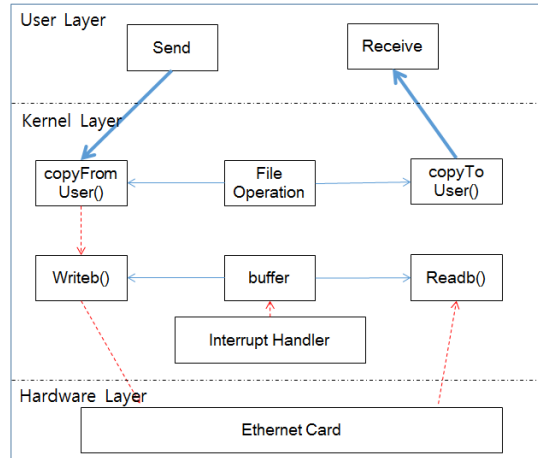 User Layer
Send
Receive
Kernel Layer
copyFrom
User()
File
Operation
copyTo
User()
Writeb()
buffer
Readb()
Interrupt Handler
Hardware Layer
Ethernet Card